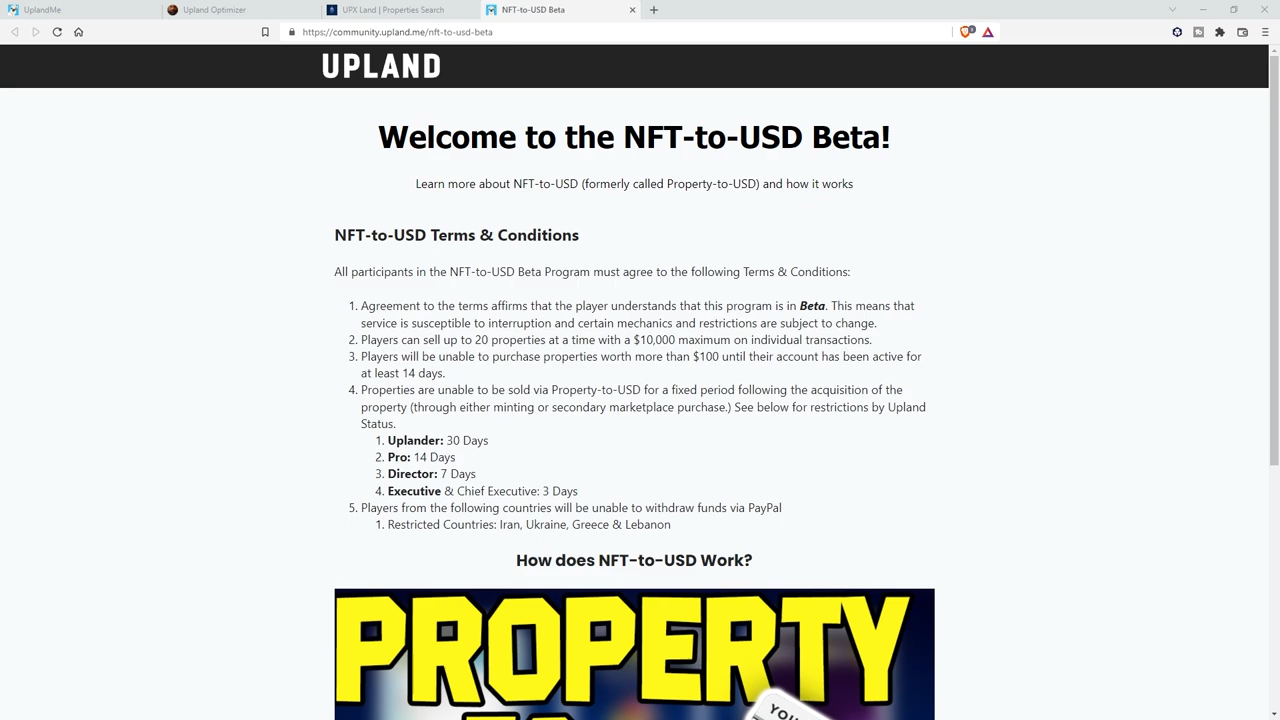 UplandMe
Upland Optimizer
UPX Land | Properties Search
NFT-to-USD Beta
https://community.upland.me/nft-to-usd-beta
UPLAND
Welcome to the NFT-to-USD Beta!
Learn more about NFT-to-USD (formerly called Property-to-USD) and how it works
NFT-to-USD Terms & Conditions
All participants in the NFT-to-USD Beta Program must agree to the following Terms & Conditions:
1. Agreement to the terms affirms that the player understands that this program is in Beta. This means that
service is susceptible to interruption and certain mechanics and restrictions are subject to change.
2. Players can sell up to 20 properties at a time with a $10,000 maximum on individual transactions.
3. Players will be unable to purchase properties worth more than $100 until their account has been active for
at least 14 days.
4. Properties are unable to be sold via Property-to-USD for a fixed period following the acquisition of the
property (through either minting or secondary marketplace purchase.) See below for restrictions by Upland
Status.
1. Uplander: 30 Days
2. Pro: 14 Days
3. Director: 7 Days
4. Executive & Chief Executive: 3 Days
5. Players from the following countries will be unable to withdraw funds via PayPal
1. Restricted Countries: Iran, Ukraine, Greece & Lebanon
How does NFT-to-USD Work?
PROPERTY